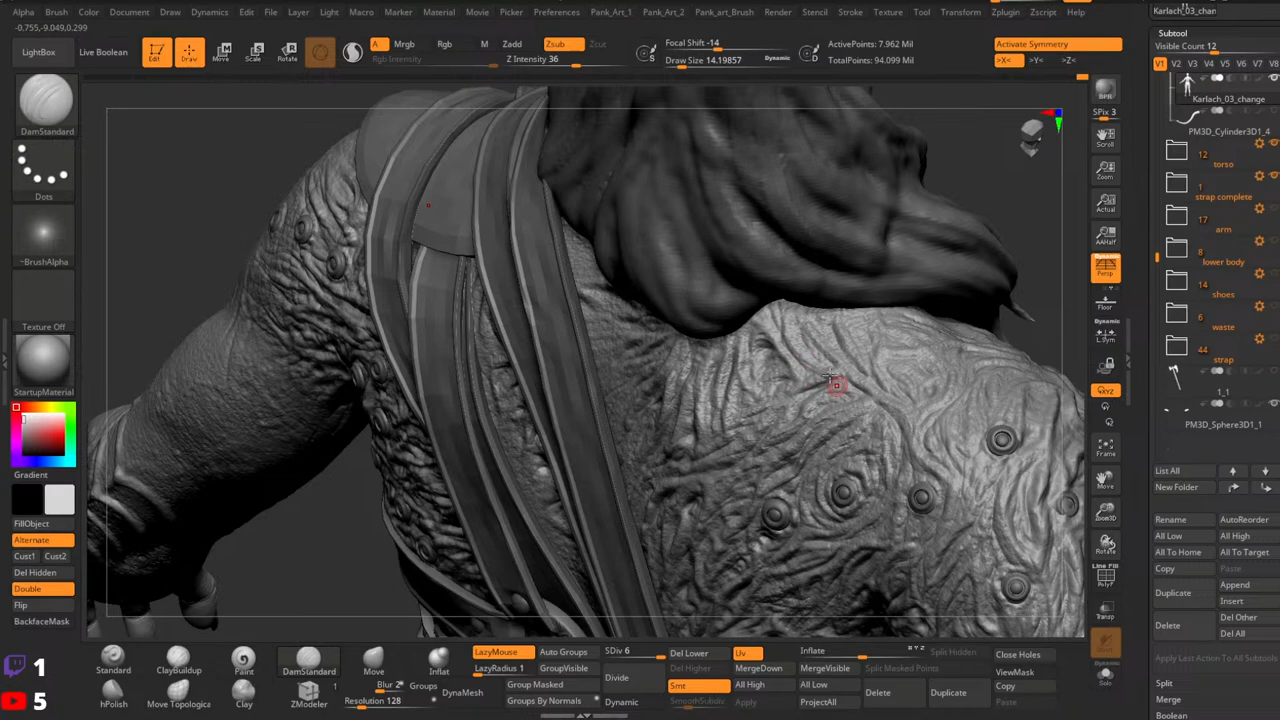 Alpha Brush Color Document Draw Dynamics Edit File Layer Light Macro Marker Material Movie Picker Preferences Pank_Art_1 Pank_Art_2 Pank_art_Brush Render Stencil Stroke Texture Tool Transform Zplugin Zscript Help
-0.755,-9.049,0.299
Karlach_03_chan
Subtool
Visible Count 12
V1 V2 V3 V4 V5 V6 V7 V8
LightBox
Live Boolean
Edit Draw Move Scale Rotate
A Mrgb Rgb M Zadd Zsub Zcut
Rgb Intensity
Z Intensity 36
Focal Shift -14
Draw Size 14.19857
Dynamic
ActivePoints: 7.962 Mil
TotalPoints: 94.099 Mil
Activate Symmetry
>X< >Y< >Z<
DamStandard
Dots
~BrushAlpha
Texture Off
StartupMaterial
Gradient
FillObject
Alternate
Cust1 Cust2
Del Hidden
Double
Flip
BackfaceMask
1
5
BPR
SPix 3
Scroll
Zoom
Actual
AAHalf
Dynamic
Persp
Floor
Dynamic
L.Sym
XYZ
Frame
Move
Zoom3D
Rotate
Line Fill
PolyF
Transp
Dynamic
Solo
Karlach_03_change
PM3D_Cylinder3D1_4
12
torso
1
strap complete
17
arm
8
lower body
14
shoes
6
waste
44
strap
1_1
PM3D_Sphere3D1_1
List All
New Folder
Rename AutoReorder
All Low All High
All To Home All To Target
Copy Paste
Duplicate Append
Insert
Delete Del Other
Del All
Apply Last Action To All Subtools
Split
Merge
Boolean
Standard ClayBuildup Paint DamStandard Move Inflat
hPolish Move Topologica Clay ZModeler
1
Blur 2
Groups
Resolution 128
DynaMesh
LazyMouse Auto Groups
LazyRadius 1 GroupVisible
Group Masked
Groups By Normals
SDiv 6
Divide
Dynamic
Del Lower Uv Inflate
X Y Z
Split Hidden
Del Higher MergeDown MergeVisible Split Masked Points
Smt All High All Low
Delete Duplicate
SmoothSubdiv Apply ProjectAll
Close Holes
ViewMask
Copy
Paste